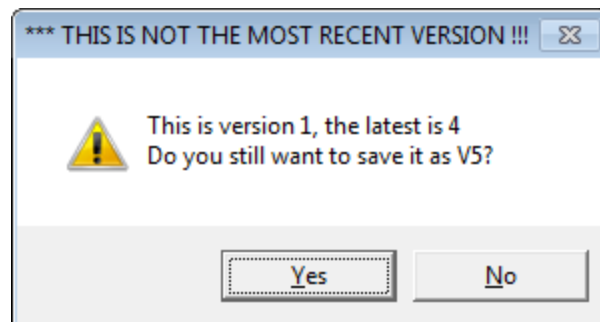 *** THIS IS NOT THE MOST RECENT VERSION !!!
This is version 1, the latest is 4
Do you still want to save it as V5?
Yes
No